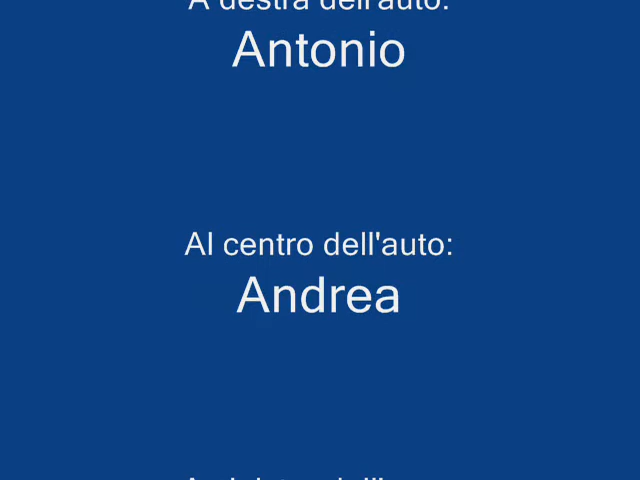 A destra dell'auto:
Antonio
Al centro dell'auto:
Andrea